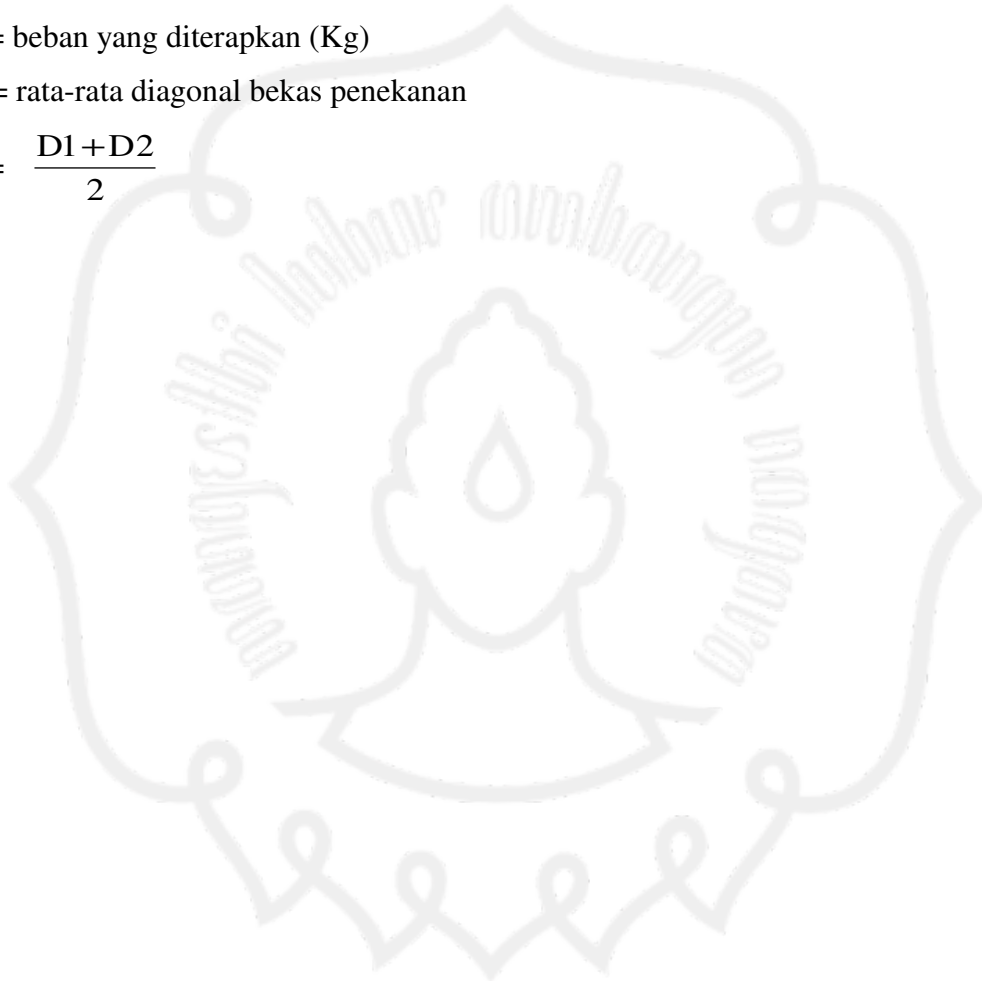 = beban yang diterapkan (Kg)
= rata-rata diagonal bekas penekanan
= D1+D2
2